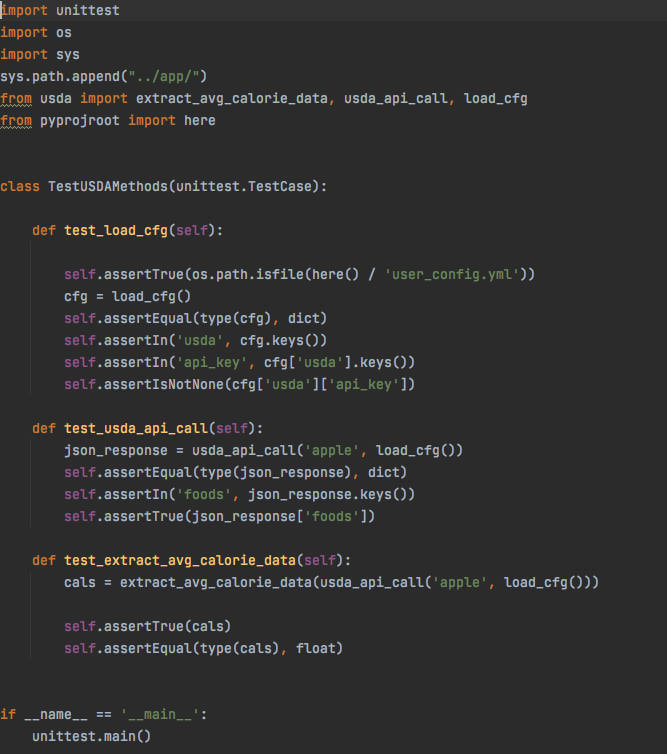 import unittest
import os
import sys
sys.path.append("../app/")
from usda import extract_avg_calorie_data, usda_api_call, load_cfg
from pyprojroot import here


class TestUSDAMethods(unittest.TestCase):

    def test_load_cfg(self):

        self.assertTrue(os.path.isfile(here() / 'user_config.yml'))
        cfg = load_cfg()
        self.assertEqual(type(cfg), dict)
        self.assertIn('usda', cfg.keys())
        self.assertIn('api_key', cfg['usda'].keys())
        self.assertIsNotNone(cfg['usda']['api_key'])

    def test_usda_api_call(self):
        json_response = usda_api_call('apple', load_cfg())
        self.assertEqual(type(json_response), dict)
        self.assertIn('foods', json_response.keys())
        self.assertTrue(json_response['foods'])

    def test_extract_avg_calorie_data(self):
        cals = extract_avg_calorie_data(usda_api_call('apple', load_cfg()))

        self.assertTrue(cals)
        self.assertEqual(type(cals), float)


if __name__ == '__main__':
    unittest.main()